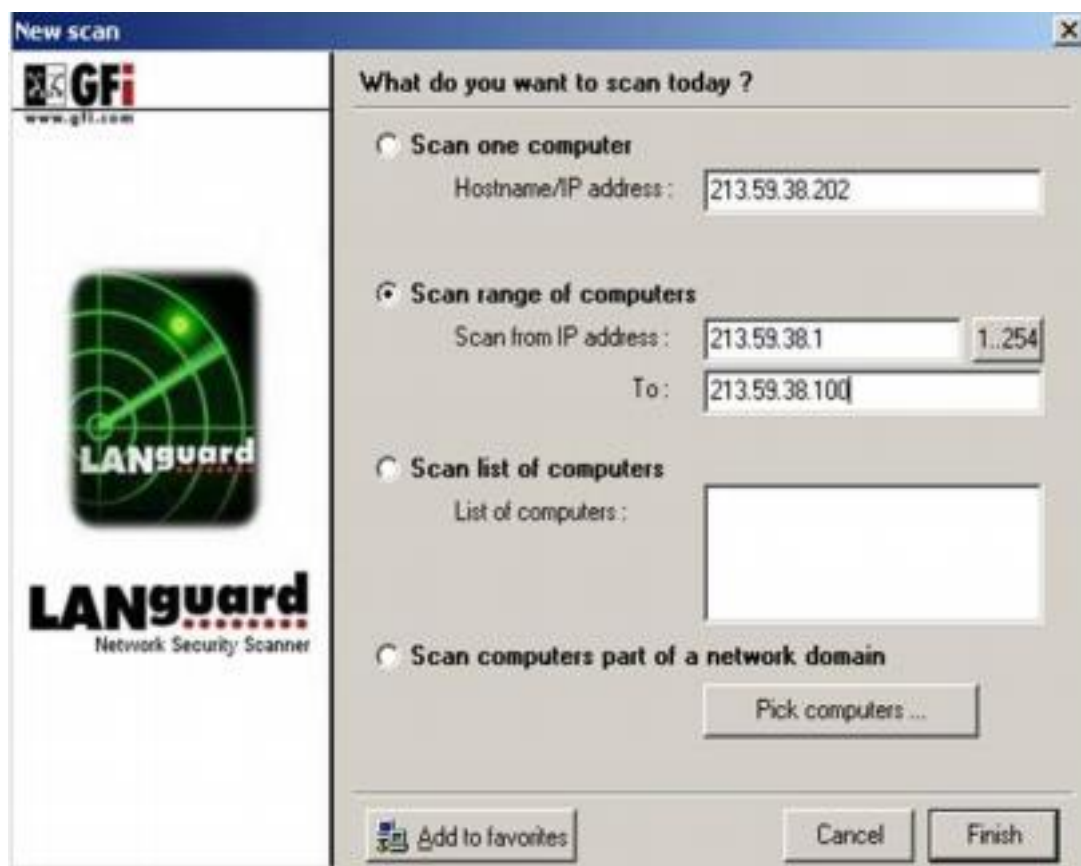 New scan
GFi
www.gfi.com
What do you want to scan today ?
Scan one computer
Hostname/IP address : 213.59.38.202
Scan range of computers
Scan from IP address : 213.59.38.1 1..254
To : 213.59.38.100
LANguard
Scan list of computers
List of computers :
LANguard
Network Security Scanner
Scan computers part of a network domain
Pick computers ...
Add to favorites Cancel Finish